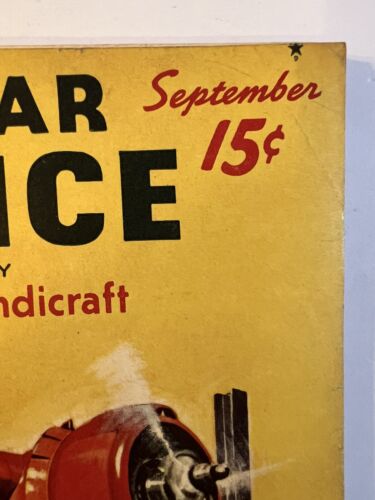 September
AR
15¢
ICE
Y
ndicraft